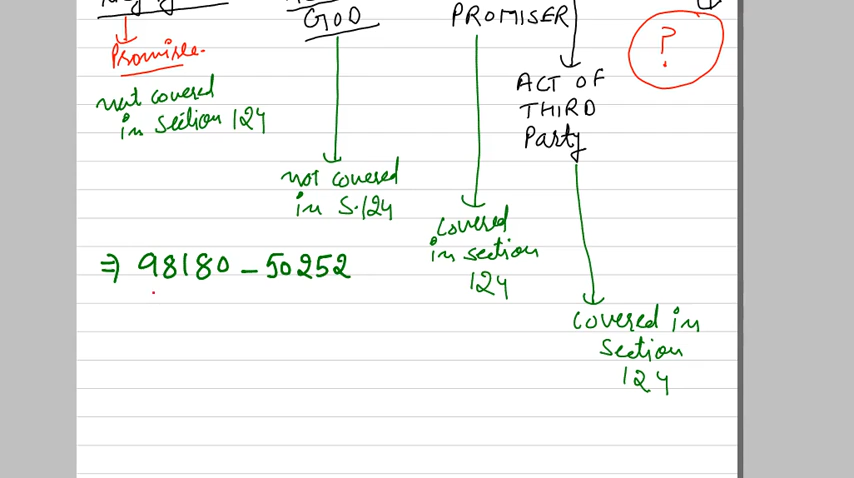 GOD
PROMISER
?
Promisee.
ACT OF
THIRD
Party
not covered
in section 124
not covered
in S.124
covered
in section
124
⇒ 98180-50252
covered in
section
124